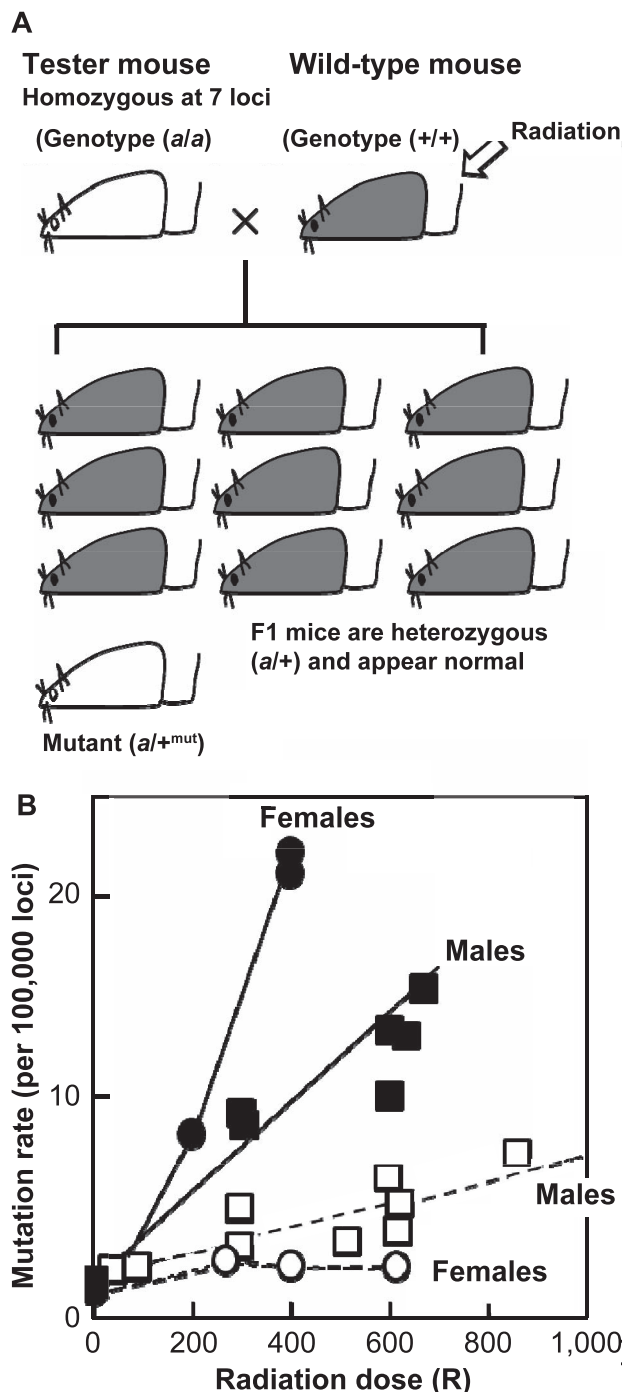 A
Tester mouse
Wild-type mouse
Homozygous at 7 loci
(Genotype (a/a)
(Genotype (+/+)
Radiation
×
F1 mice are heterozygous
(a/+) and appear normal
Mutant (a/+mut)
B
Females
Males
Males
Females
Mutation rate (per 100,000 loci)
20
10
0
0 200 400 600 800 1,000
Radiation dose (R)